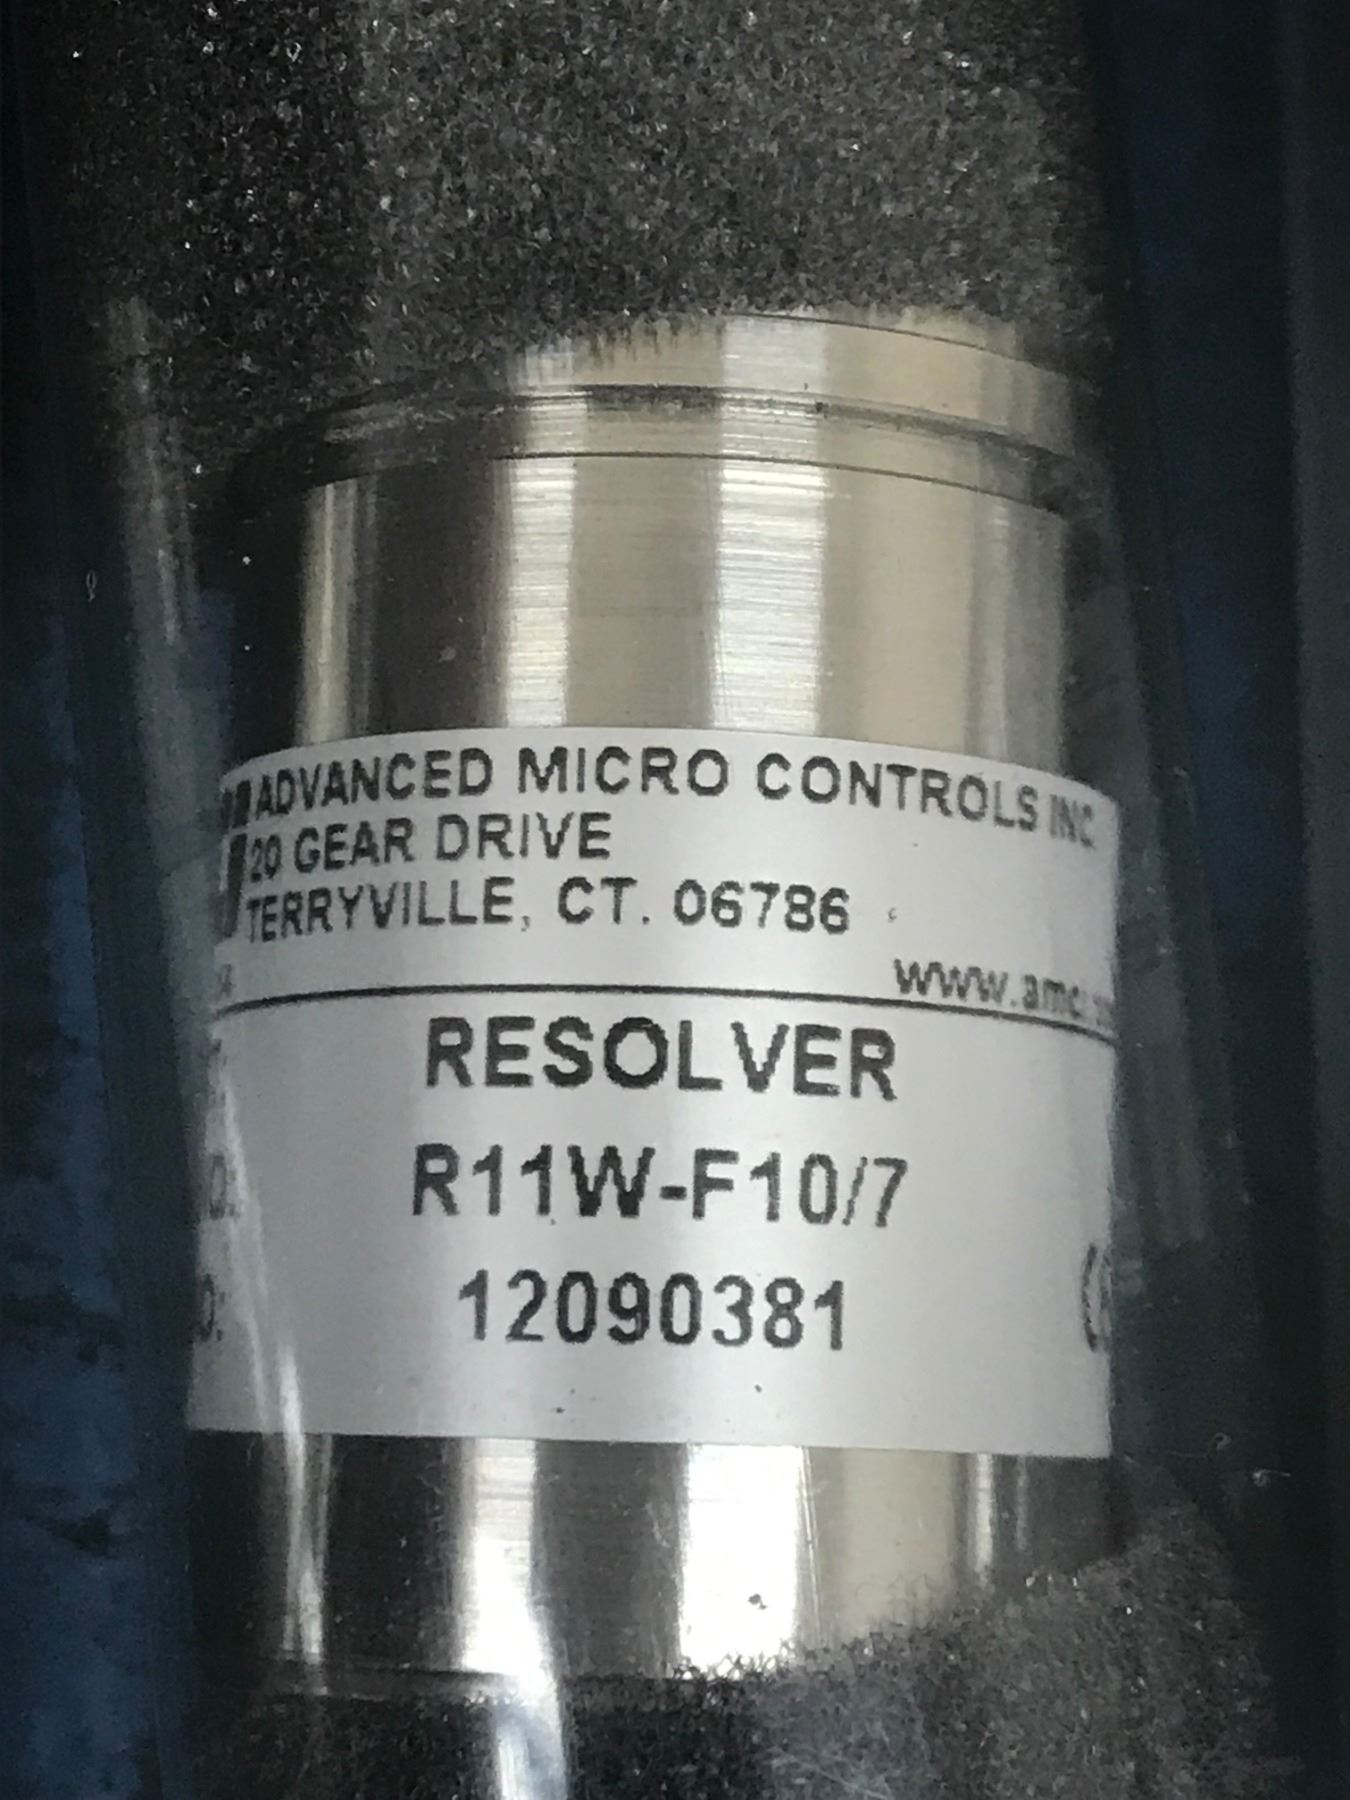 ADVANCED MICRO CONTROLS INC
20 GEAR DRIVE
TERRYVILLE, CT. 06786
RESOLVER
R11W-F10/7
12090381